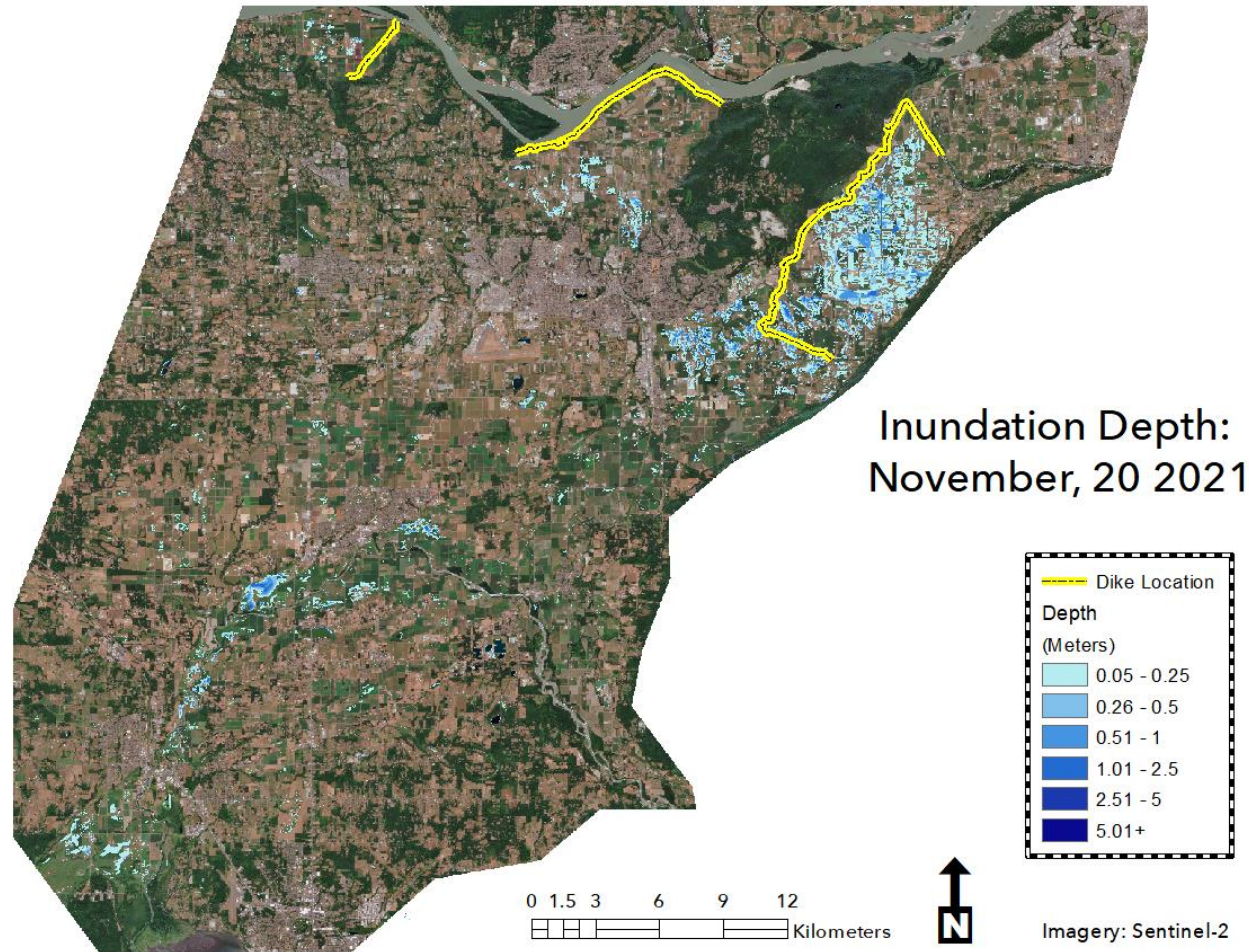 Inundation Depth:
November, 20 2021
Dike Location
Depth
(Meters)
0.05 - 0.25
0.26 - 0.5
0.51 - 1
1.01 - 2.5
2.51 - 5
5.01+
0 1.5 3 6 9 12
Kilometers
N
Imagery: Sentinel-2